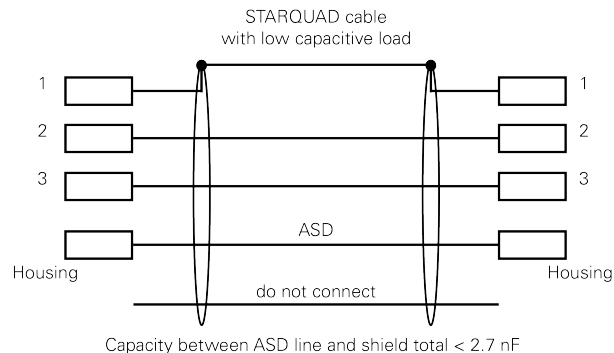 STARQUAD cable
with low capacitive load
1 1
2 2
3 3
ASD
Housing Housing
do not connect
Capacity between ASD line and shield total < 2.7 nF